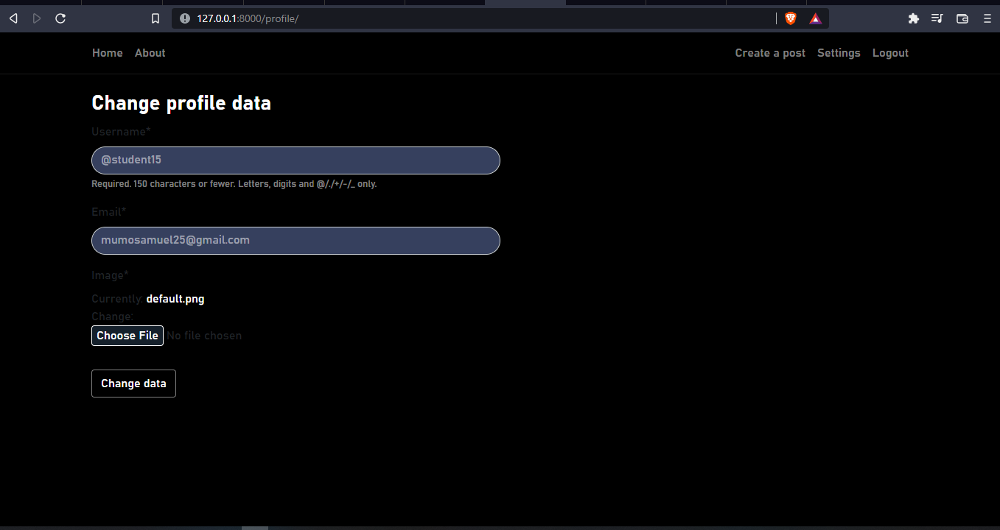 127.0.0.1:8000/profile/
Home About Create a post Settings Logout
Change profile data
Username*
@student15
Required. 150 characters or fewer. Letters, digits and @/./+/-/_ only.
Email*
mumosamuel25@gmail.com
Image*
Currently: default.png
Change:
Choose File No file chosen
Change data